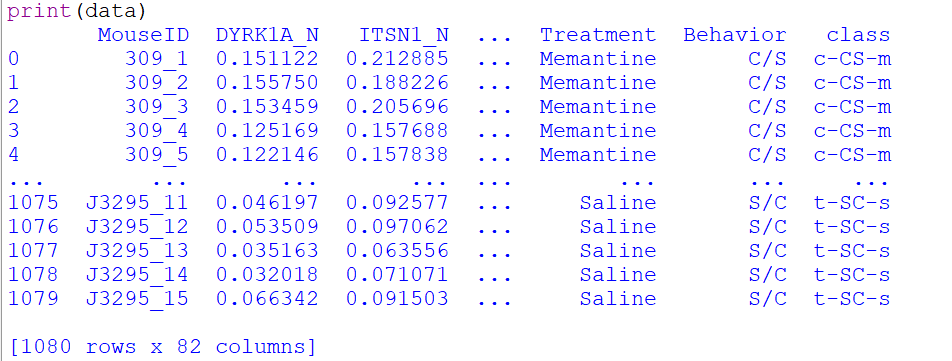 print(data)
MouseID DYRK1A_N ITSN1_N ... Treatment Behavior class
0 309_1 0.151122 0.212885 ... Memantine C/S c-CS-m
1 309_2 0.155750 0.188226 ... Memantine C/S c-CS-m
2 309_3 0.153459 0.205696 ... Memantine C/S c-CS-m
3 309_4 0.125169 0.157688 ... Memantine C/S c-CS-m
4 309_5 0.122146 0.157838 ... Memantine C/S c-CS-m
... ... ... ... ... ... ... ...
1075 J3295_11 0.046197 0.092577 ... Saline S/C t-SC-s
1076 J3295_12 0.053509 0.097062 ... Saline S/C t-SC-s
1077 J3295_13 0.035163 0.063556 ... Saline S/C t-SC-s
1078 J3295_14 0.032018 0.071071 ... Saline S/C t-SC-s
1079 J3295_15 0.066342 0.091503 ... Saline S/C t-SC-s
[1080 rows x 82 columns]